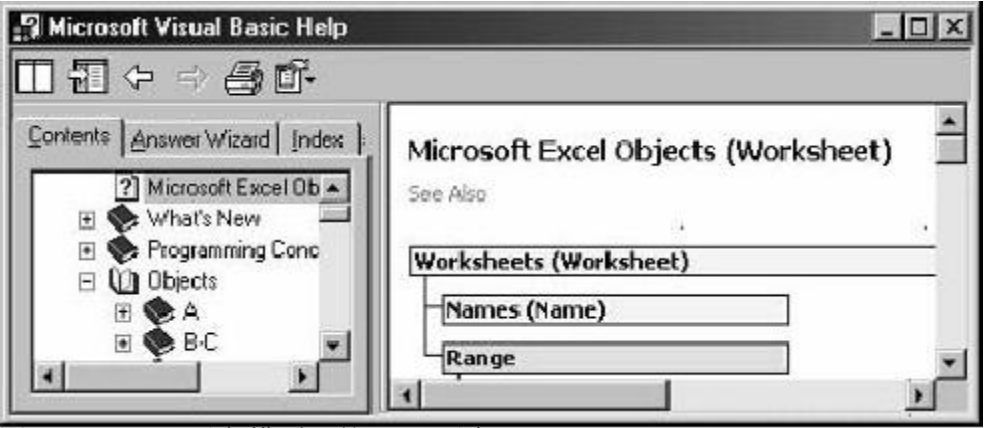 Microsoft Visual Basic Help
Contents Answer Wizard Index
Microsoft Excel Ob
What's New
Programming Conc
Objects
A
B-C
Microsoft Excel Objects (Worksheet)
See Also
Worksheets (Worksheet)
Names (Name)
Range